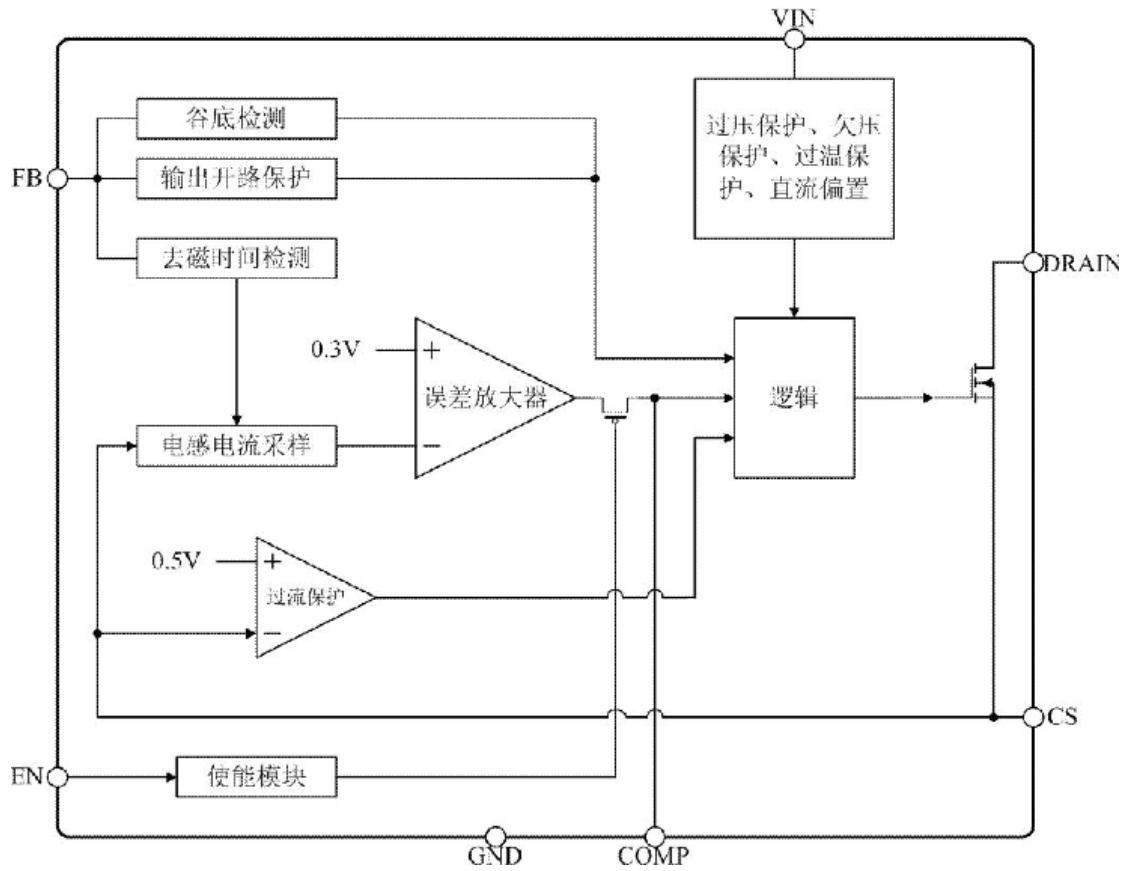 VIN
谷底检测
过压保护、欠压
保护、过温保
护、直流偏置
FB
输出开路保护
去磁时间检测
DRAIN
0.3V
+
误差放大器
逻辑
电感电流采样
−
0.5V
+
过流保护
−
CS
EN
使能模块
GND
COMP